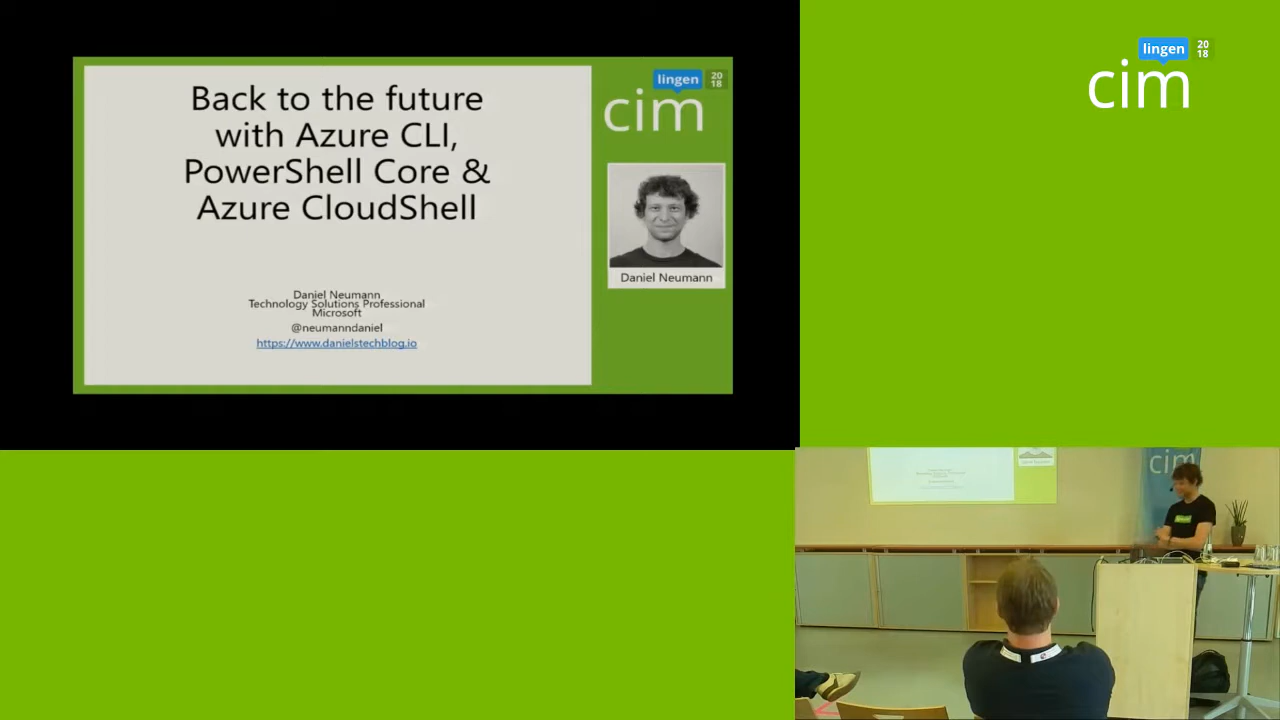 Back to the future
with Azure CLI,
PowerShell Core &
Azure CloudShell
Daniel Neumann
Technology Solutions Professional
Microsoft
@neumanndaniel
https://www.danielstechblog.io
lingen
20
18
cim
Daniel Neumann
lingen
20
18
cim
cim